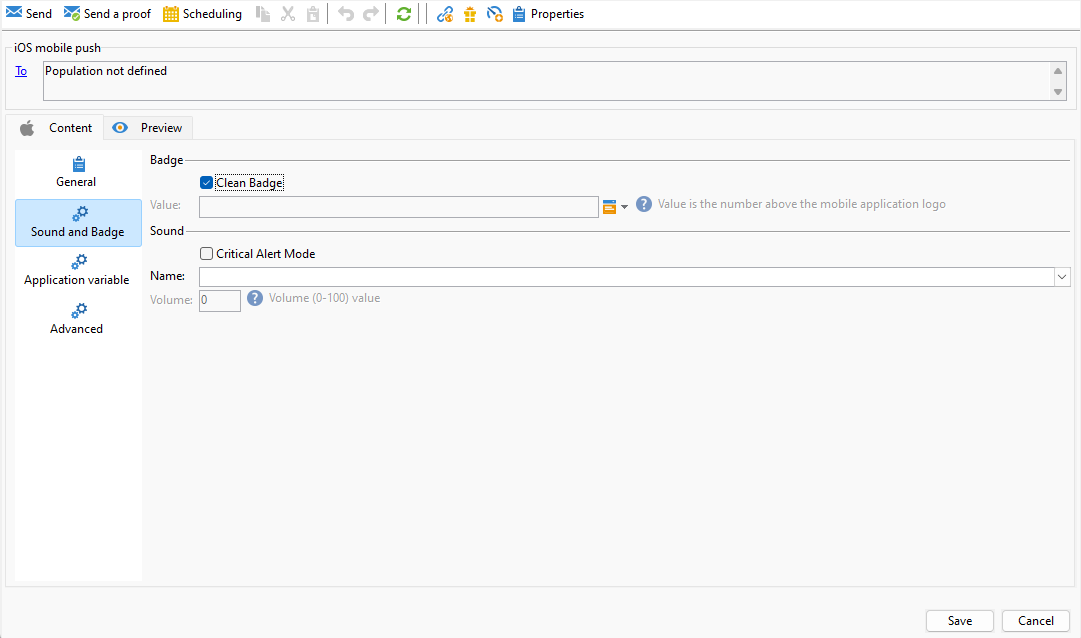 Send Send a proof Scheduling Properties
iOS mobile push
To Population not defined
Content Preview
General
Sound and Badge
Application variable
Advanced
Badge
Clean Badge
Value: ? Value is the number above the mobile application logo
Sound
Critical Alert Mode
Name:
Volume: 0 ? Volume (0-100) value
Save Cancel